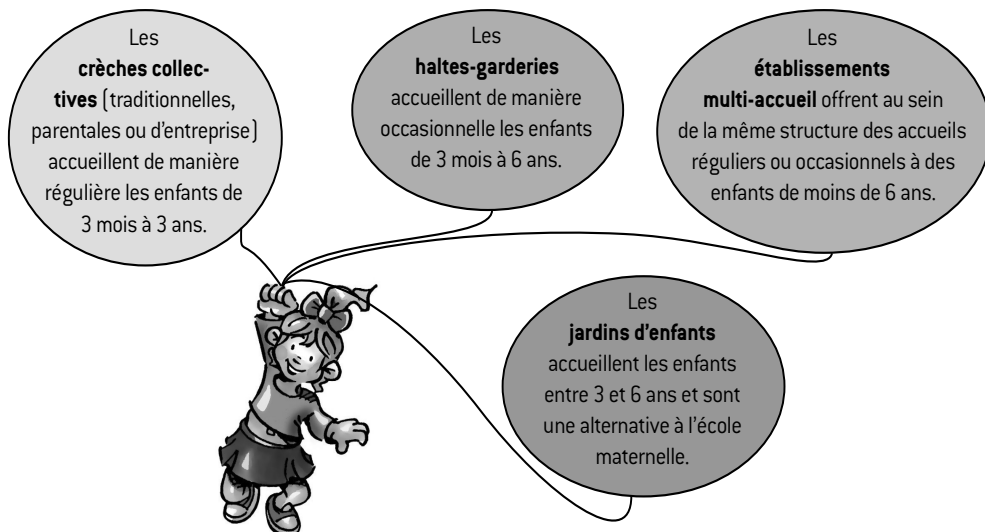 Les
crèches collec-
tives (traditionnelles,
parentales ou d'entreprise)
accueillent de manière
régulière les enfants de
3 mois à 3 ans.
Les
haltes-garderies
accueillent de manière
occasionnelle les enfants
de 3 mois à 6 ans.
Les
établissements
multi-accueil offrent au sein
de la même structure des accueils
réguliers ou occasionnels à des
enfants de moins de 6 ans.
Les
jardins d'enfants
accueillent les enfants
entre 3 et 6 ans et sont
une alternative à l'école
maternelle.